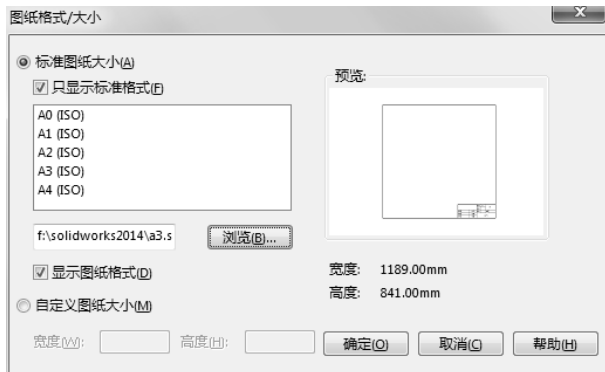 图纸格式/大小
标准图纸大小(A)
只显示标准格式(F)
A0 (ISO)
A1 (ISO)
A2 (ISO)
A3 (ISO)
A4 (ISO)
f:\solidworks2014\a3.s
浏览(B)...
显示图纸格式(D)
自定义图纸大小(M)
宽度(W):
高度(H):
预览:
宽度: 1189.00mm
高度: 841.00mm
确定(O)
取消(C)
帮助(H)